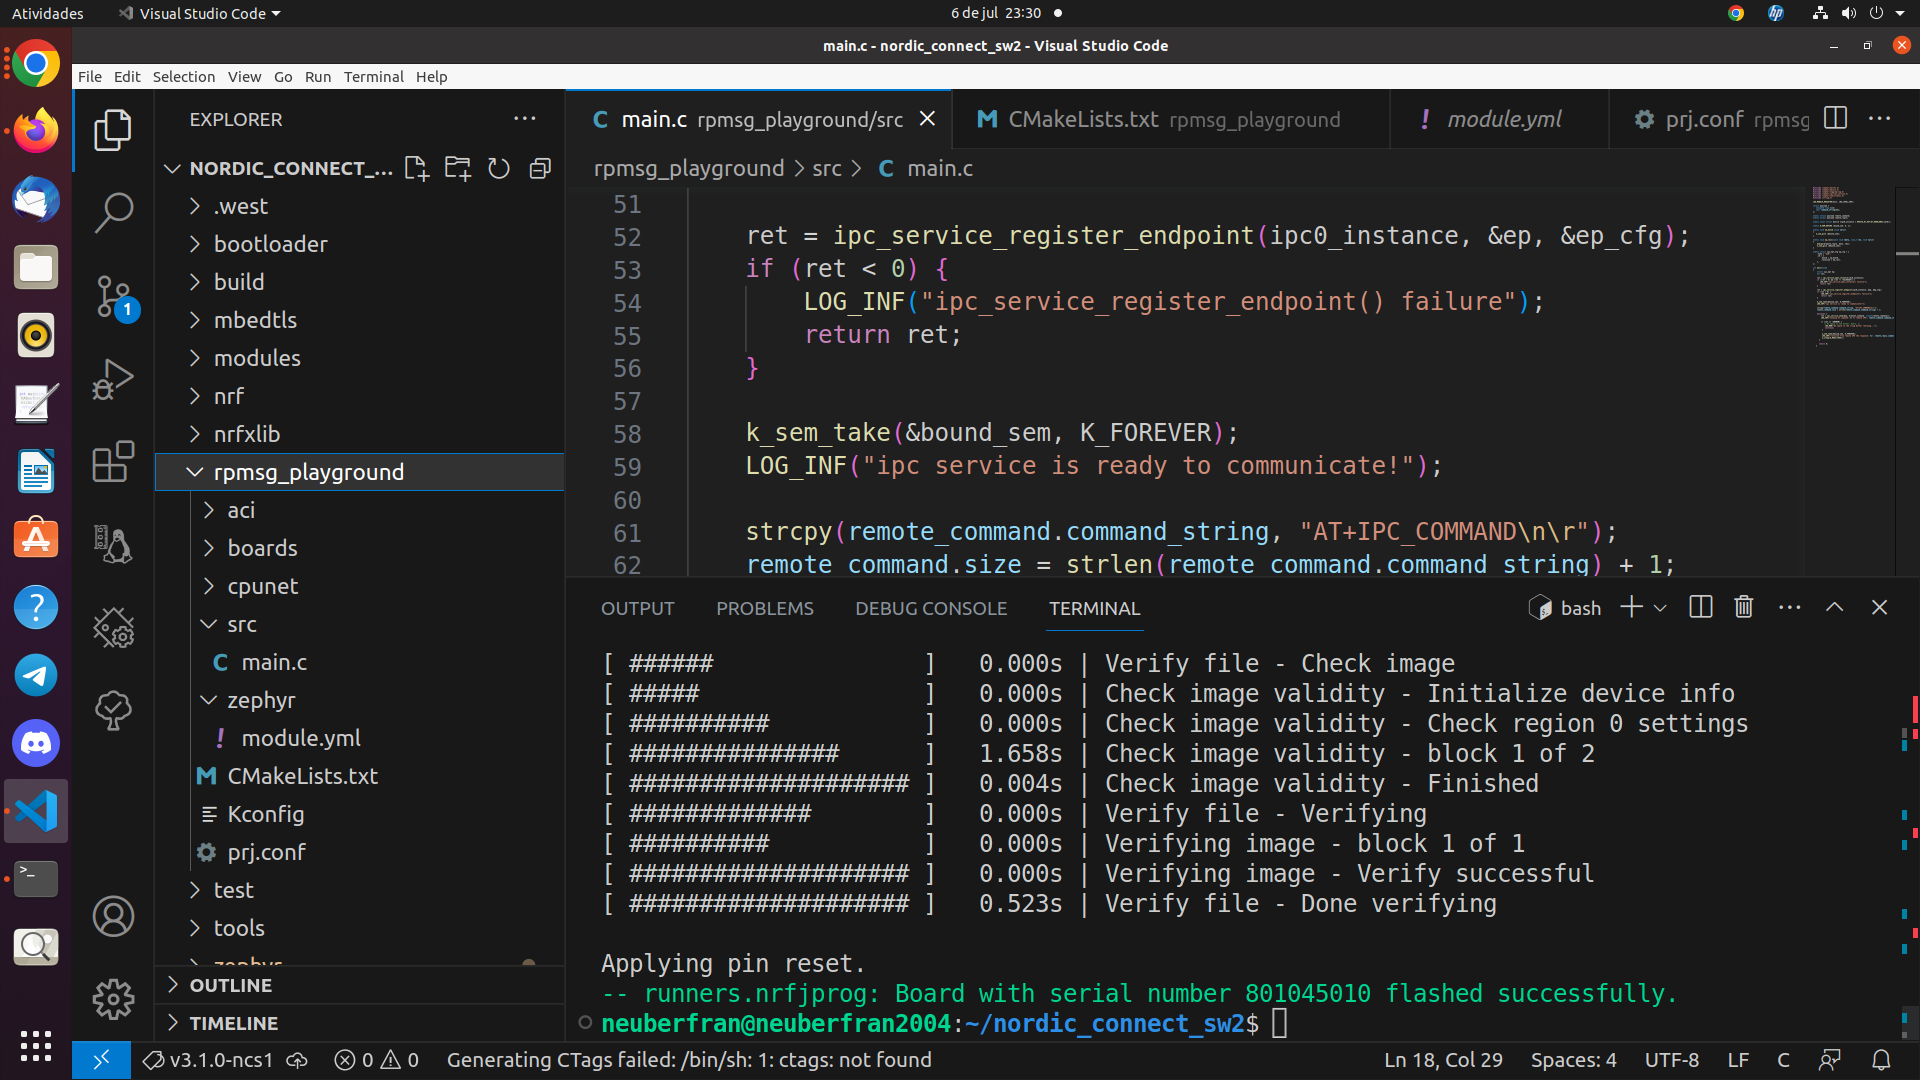 Atividades
Visual Studio Code
6 de jul 23:30
main.c - nordic_connect_sw2 - Visual Studio Code
File Edit Selection View Go Run Terminal Help
EXPLORER
NORDIC_CONNECT_...
.west
bootloader
build
mbedtls
modules
nrf
nrfxlib
rpmsg_playground
aci
boards
cpunet
src
main.c
zephyr
module.yml
CMakeLists.txt
Kconfig
prj.conf
test
tools
zephyr
OUTLINE
TIMELINE
1
main.c rpmsg_playground/src
CMakeLists.txt rpmsg_playground
module.yml
prj.conf rpmsg
rpmsg_playground > src > C main.c
51
52 ret = ipc_service_register_endpoint(ipc0_instance, &ep, &ep_cfg);
53 if (ret < 0) {
54 LOG_INF("ipc_service_register_endpoint() failure");
55 return ret;
56 }
57
58 k_sem_take(&bound_sem, K_FOREVER);
59 LOG_INF("ipc service is ready to communicate!");
60
61 strcpy(remote_command.command_string, "AT+IPC_COMMAND\n\r");
62 remote_command.size = strlen(remote_command.command_string) + 1;
OUTPUT PROBLEMS DEBUG CONSOLE TERMINAL
bash
[ ###### ] 0.000s | Verify file - Check image
[ ##### ] 0.000s | Check image validity - Initialize device info
[ ########## ] 0.000s | Check image validity - Check region 0 settings
[ ############### ] 1.658s | Check image validity - block 1 of 2
[ #################### ] 0.004s | Check image validity - Finished
[ ############# ] 0.000s | Verify file - Verifying
[ ########## ] 0.000s | Verifying image - block 1 of 1
[ #################### ] 0.000s | Verifying image - Verify successful
[ #################### ] 0.523s | Verify file - Done verifying
Applying pin reset.
-- runners.nrfjprog: Board with serial number 801045010 flashed successfully.
neuberfran@neuberfran2004:~/nordic_connect_sw2$
v3.1.0-ncs1
0 0
Generating CTags failed: /bin/sh: 1: ctags: not found
Ln 18, Col 29 Spaces: 4 UTF-8 LF C